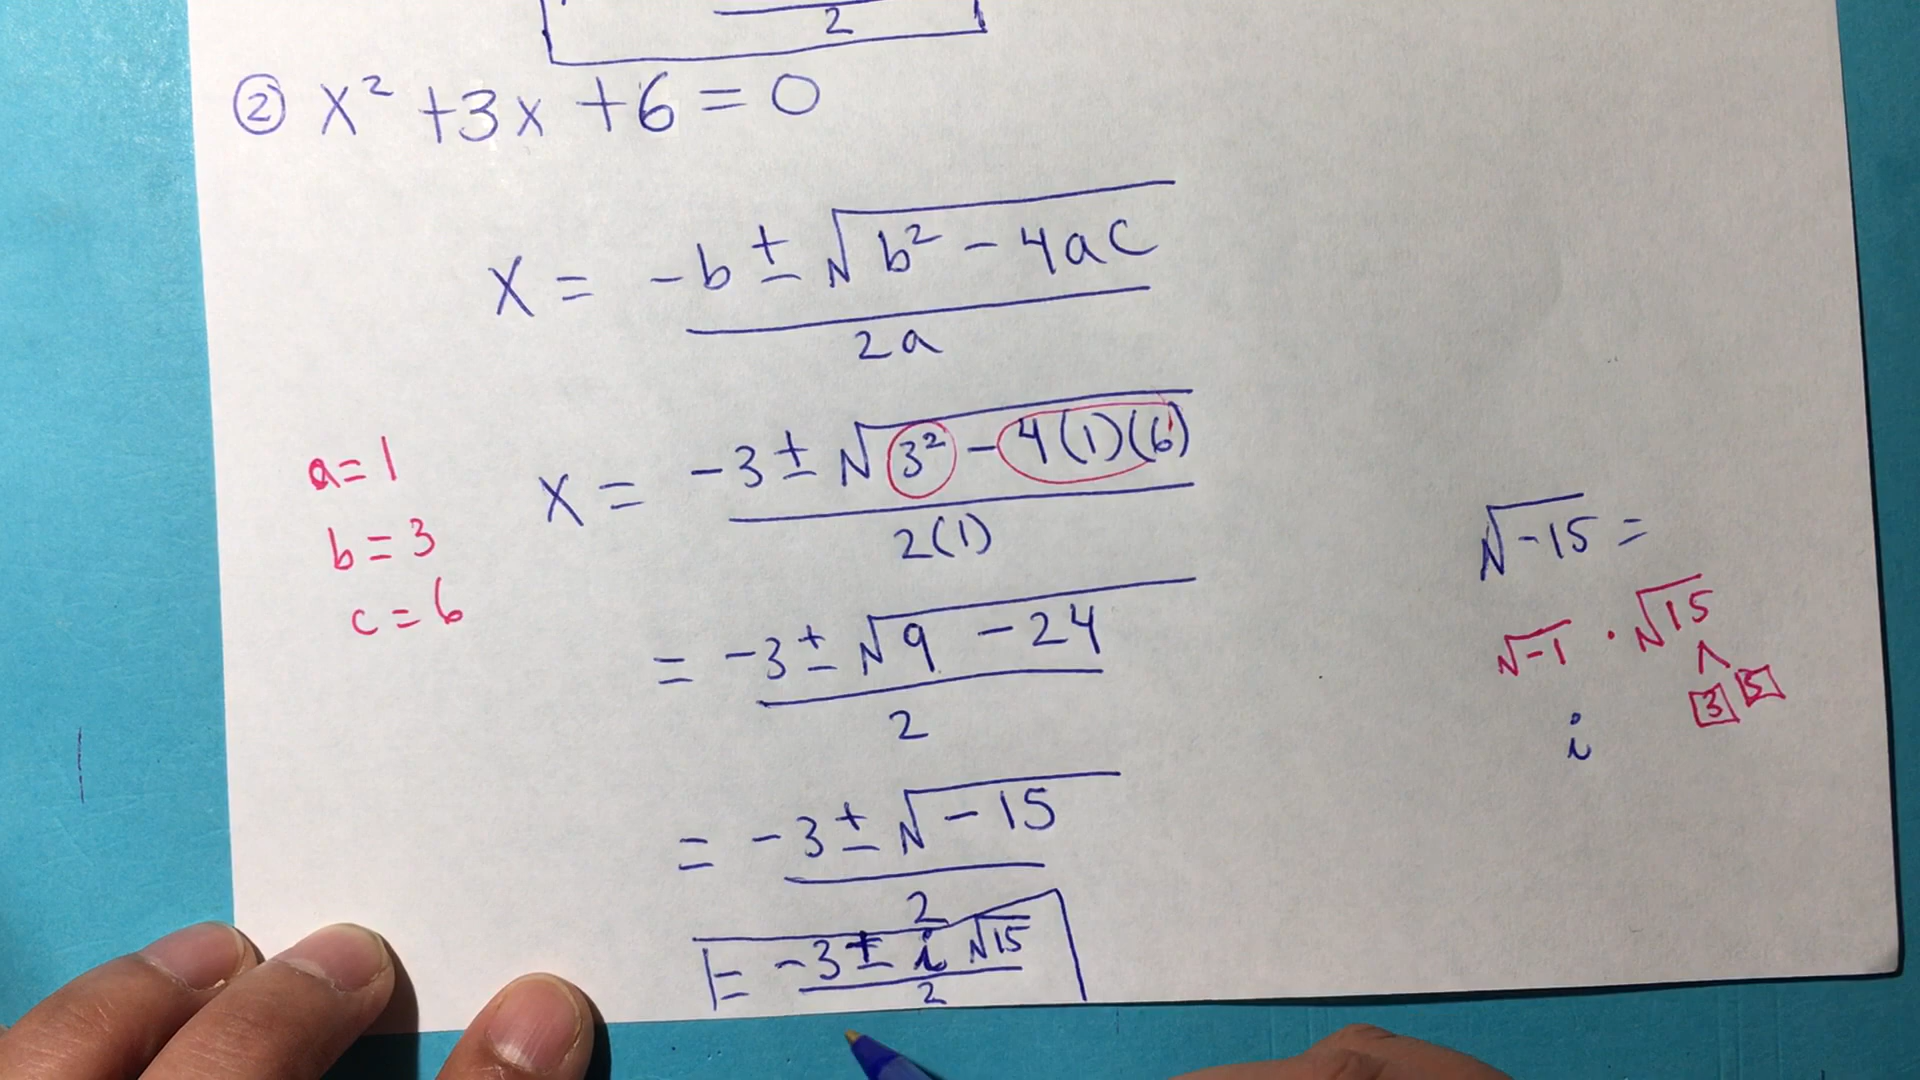 2
② x² + 3x + 6 = 0
x = -b ± √b² - 4ac
2a
a = 1
b = 3
c = 6
x = -3 ± √3² - 4(1)(6)
2(1)
= -3 ± √9 - 24
2
= -3 ± √-15
2
= -3 ± i √15
2
√-15 =
√-1 · √15
3 5
i